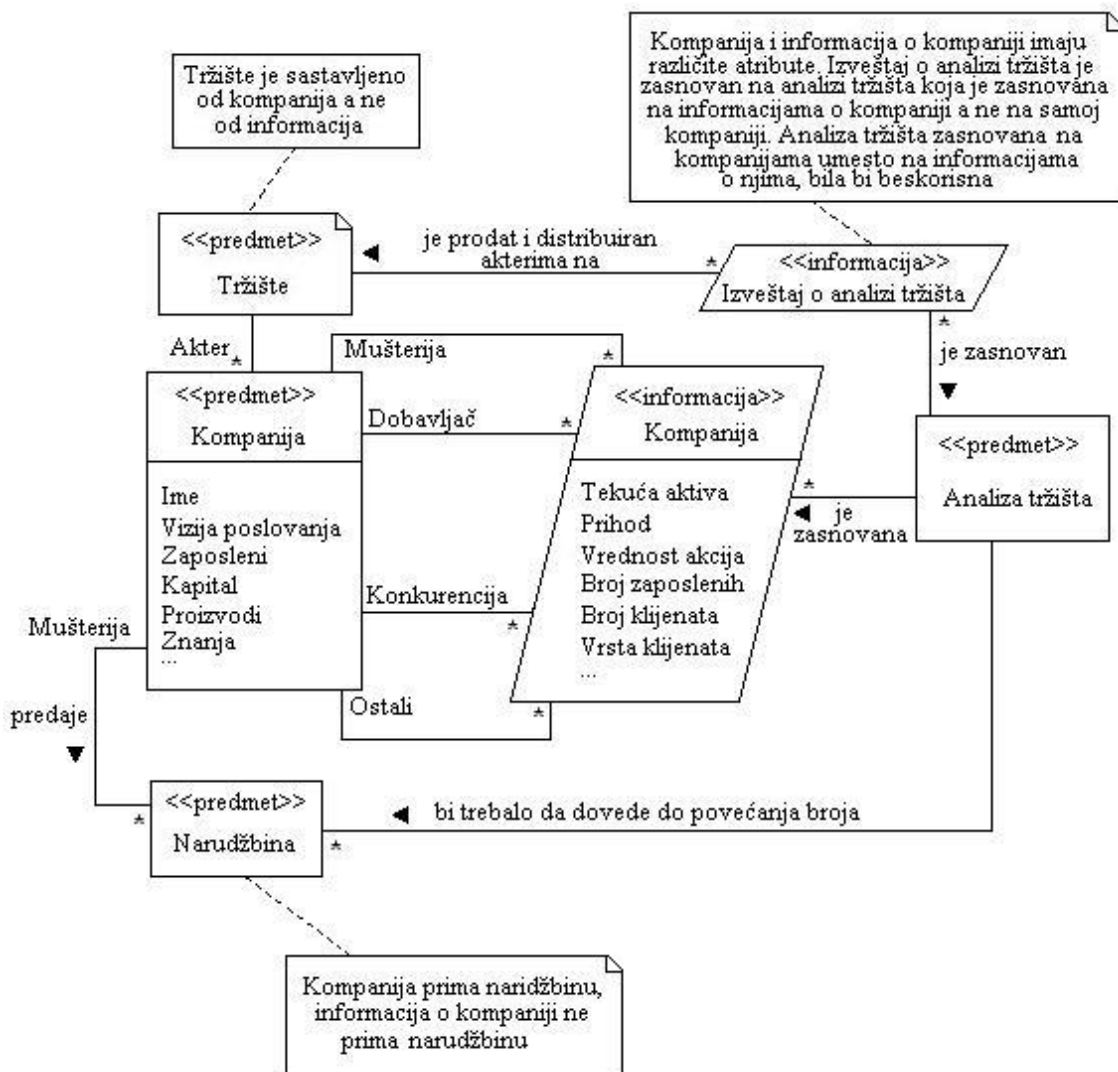 Kompanija i informacija o kompaniji imaju
različite atribute. Izveštaj o analizi tržišta je
zasnovan na analizi tržišta koja je zasnovana
na informacijama o kompaniji a ne na samoj
kompaniji. Analiza tržišta zasnovana na
kompanijama umesto na informacijama
o njima, bila bi beskorisna
Tržište je sastavljeno
od kompanija a ne
od informacija
<<predmet>>
Tržište
je prodat i distribuiran
akterima na
*
<<informacija>>
Izveštaj o analizi tržišta
*
je zasnovan
Akter
*
Mušterija
*
<<predmet>>
Kompanija
Ime
Vizija poslovanja
Zaposleni
Kapital
Proizvodi
Znanja
...
Dobavljač
*
Konkurencija
*
Ostali
*
<<informacija>>
Kompanija
Tekuća aktiva
Prihod
Vrednost akcija
Broj zaposlenih
Broj klijenata
Vrsta klijenata
...
*
je
zasnovana
<<predmet>>
Analiza tržišta
Mušterija
predaje
*
<<predmet>>
Narudžbina
*
bi trebalo da dovede do povećanja broja
Kompanija prima naridžbinu,
informacija o kompaniji ne
prima narudžbinu